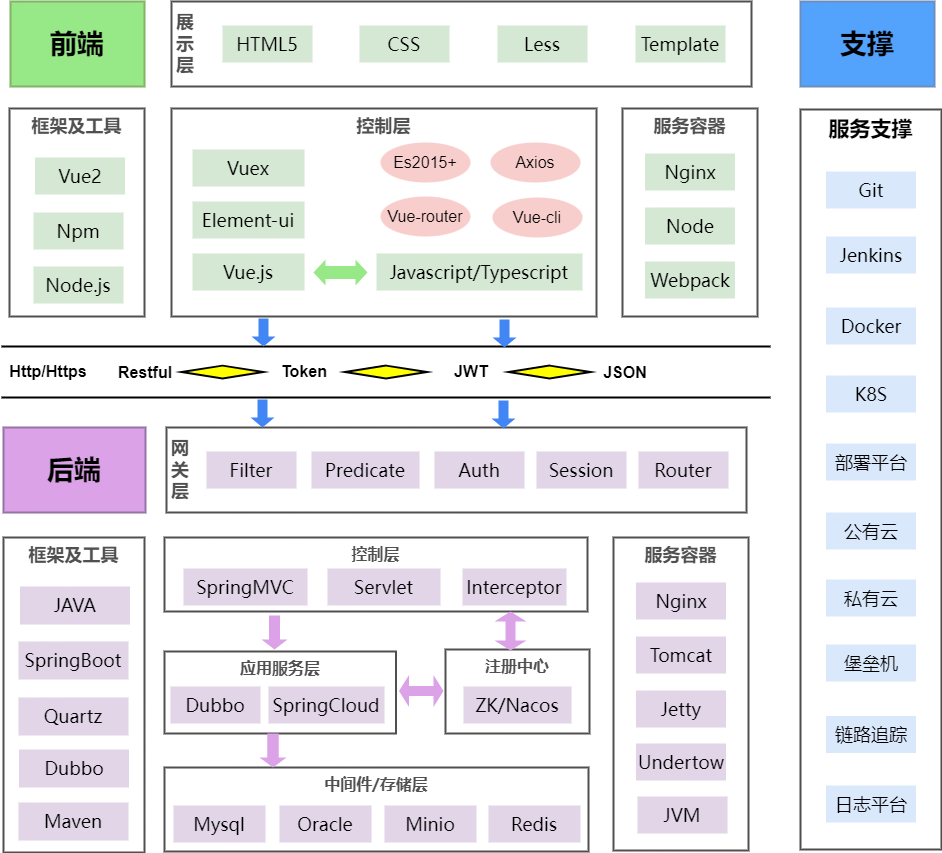 前端
展示层
HTML5
CSS
Less
Template
支撑
框架及工具
Vue2
Npm
Node.js
控制层
Vuex
Es2015+
Axios
Element-ui
Vue-router
Vue-cli
Vue.js
Javascript/Typescript
服务容器
Nginx
Node
Webpack
服务支撑
Git
Jenkins
Docker
K8S
部署平台
公有云
私有云
堡垒机
链路追踪
日志平台
Http/Https
Restful
Token
JWT
JSON
后端
网关层
Filter
Predicate
Auth
Session
Router
框架及工具
JAVA
SpringBoot
Quartz
Dubbo
Maven
控制层
SpringMVC
Servlet
Interceptor
应用服务层
Dubbo
SpringCloud
注册中心
ZK/Nacos
中间件/存储层
Mysql
Oracle
Minio
Redis
服务容器
Nginx
Tomcat
Jetty
Undertow
JVM